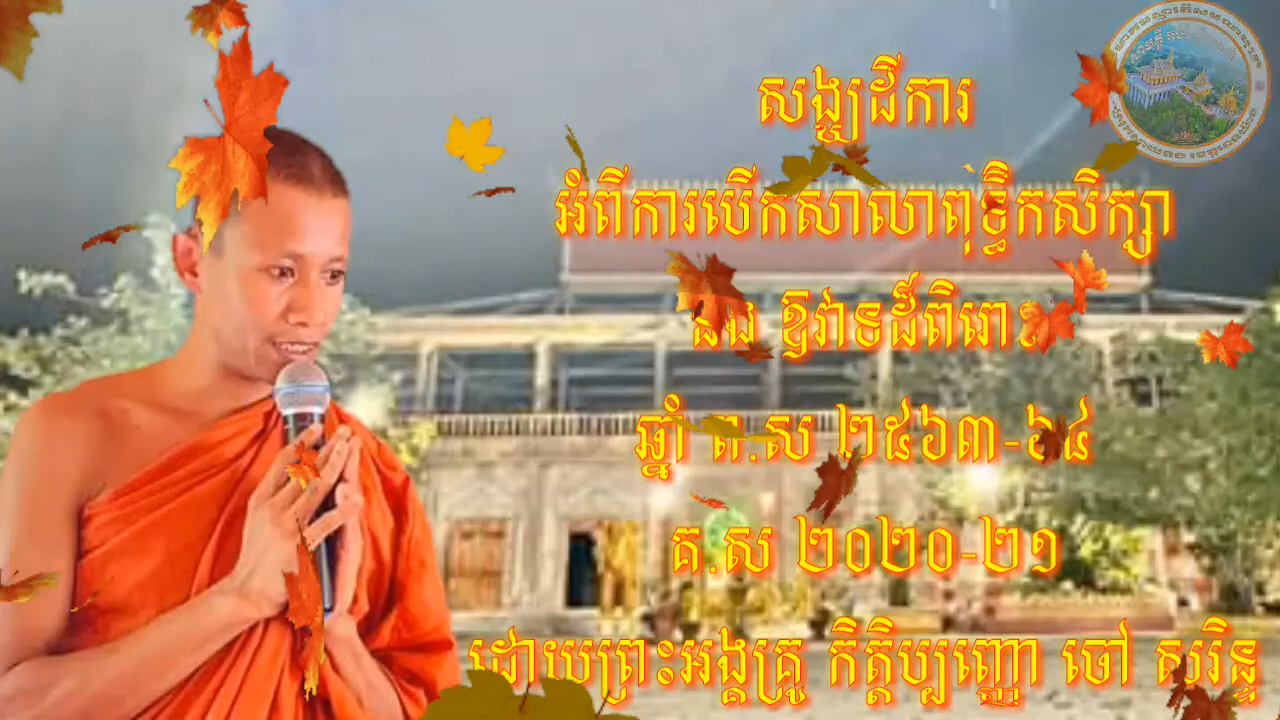 សង្ឃដីការ
អំពីការបើកសាលាពុទ្ធិកសិក្សា
និង ឱវាទដ៏ពិរោះ
ឆ្នាំ ព.ស ២៥៦៣-៦៤
គ.ស ២០២០-២១
ដោយព្រះអង្គគ្រូ កិត្តិប្បញ្ញោ ចៅ សុរិន្ទ